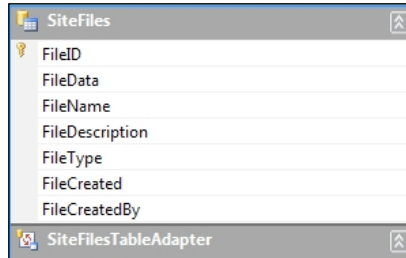 SiteFiles
FileID
FileData
FileName
FileDescription
FileType
FileCreated
FileCreatedBy
SiteFilesTableAdapter